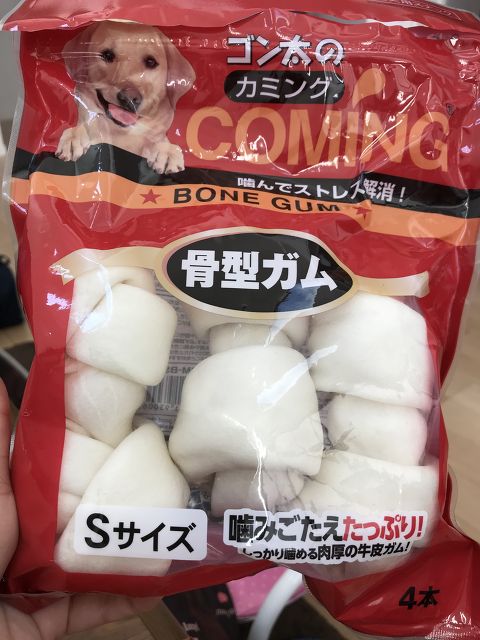 ゴン太の
カミング
COMING
噛んでストレス解消!
★ BONE GUM ★
骨型ガム
Sサイズ
噛みごたえたっぷり!
しっかり噛める肉厚の牛皮ガム!
4本